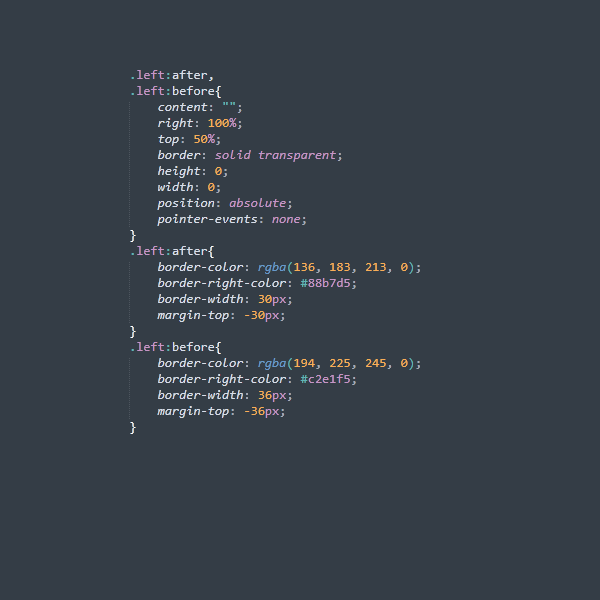 .left:after,
.left:before{
content: "";
right: 100%;
top: 50%;
border: solid transparent;
height: 0;
width: 0;
position: absolute;
pointer-events: none;
}
.left:after{
border-color: rgba(136, 183, 213, 0);
border-right-color: #88b7d5;
border-width: 30px;
margin-top: -30px;
}
.left:before{
border-color: rgba(194, 225, 245, 0);
border-right-color: #c2e1f5;
border-width: 36px;
margin-top: -36px;
}